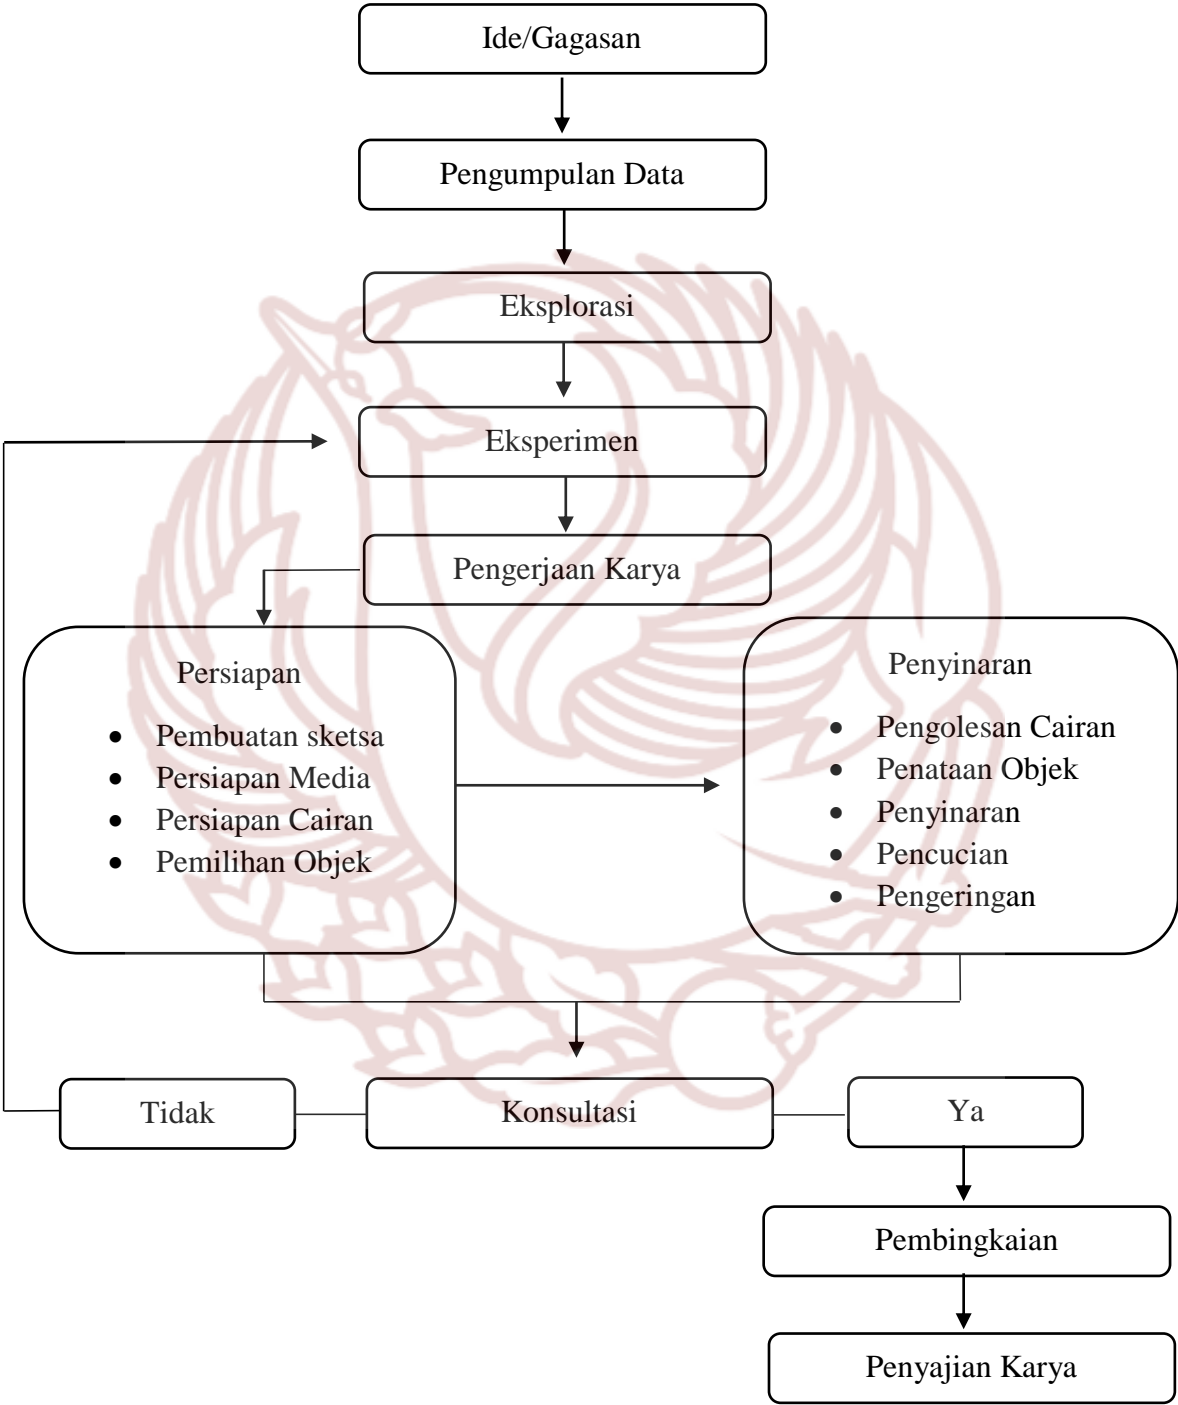 Ide/Gagasan
Pengumpulan Data
Eksplorasi
Eksperimen
Pengerjaan Karya
Persiapan
• Pembuatan sketsa
• Persiapan Media
• Persiapan Cairan
• Pemilihan Objek
Penyinaran
• Pengolesan Cairan
• Penataan Objek
• Penyinaran
• Pencucian
• Pengeringan
Tidak
Konsultasi
Ya
Pembingkaian
Penyajian Karya